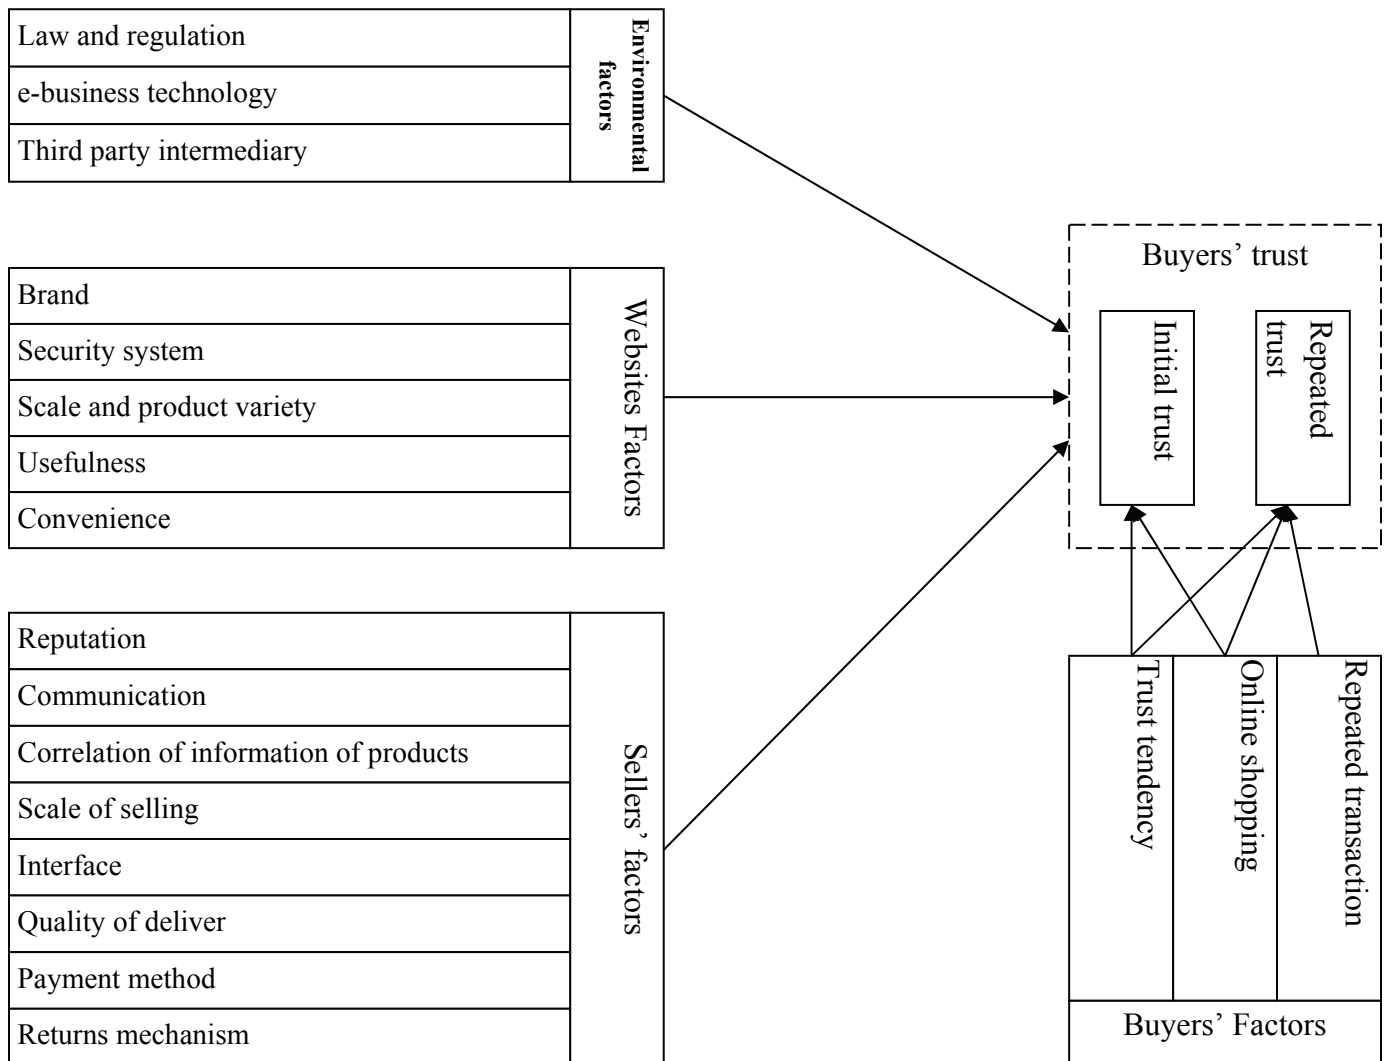 Law and regulation
e-business technology
Third party intermediary
Environmental
factors
Brand
Security system
Scale and product variety
Usefulness
Convenience
Websites Factors
Reputation
Communication
Correlation of information of products
Scale of selling
Interface
Quality of deliver
Payment method
Returns mechanism
Sellers’ factors
Buyers’ trust
Initial trust
Repeated
trust
Trust tendency
Online shopping
Repeated transaction
Buyers’ Factors